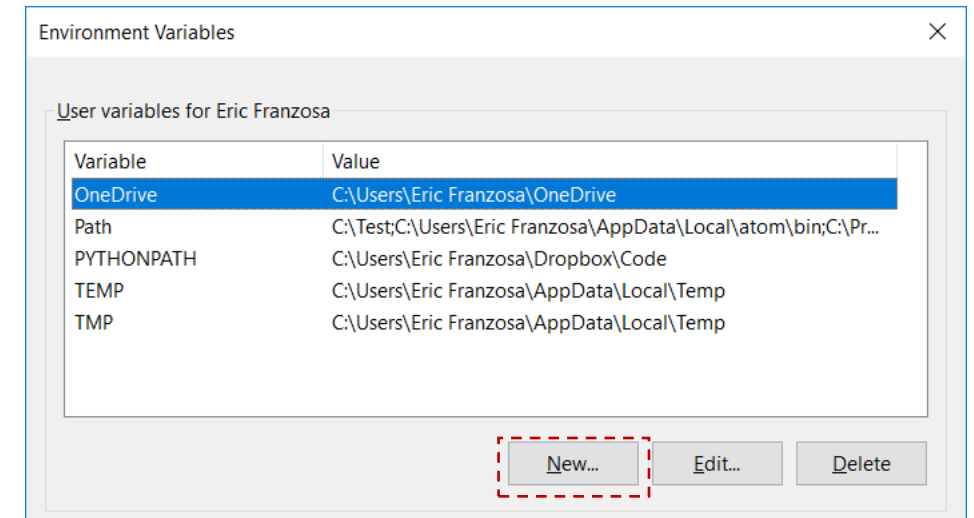 Environment Variables
User variables for Eric Franzosa
Variable Value
OneDrive C:\Users\Eric Franzosa\OneDrive
Path C:\Test;C:\Users\Eric Franzosa\AppData\Local\atom\bin;C:\Pr...
PYTHONPATH C:\Users\Eric Franzosa\Dropbox\Code
TEMP C:\Users\Eric Franzosa\AppData\Local\Temp
TMP C:\Users\Eric Franzosa\AppData\Local\Temp
New... Edit... Delete